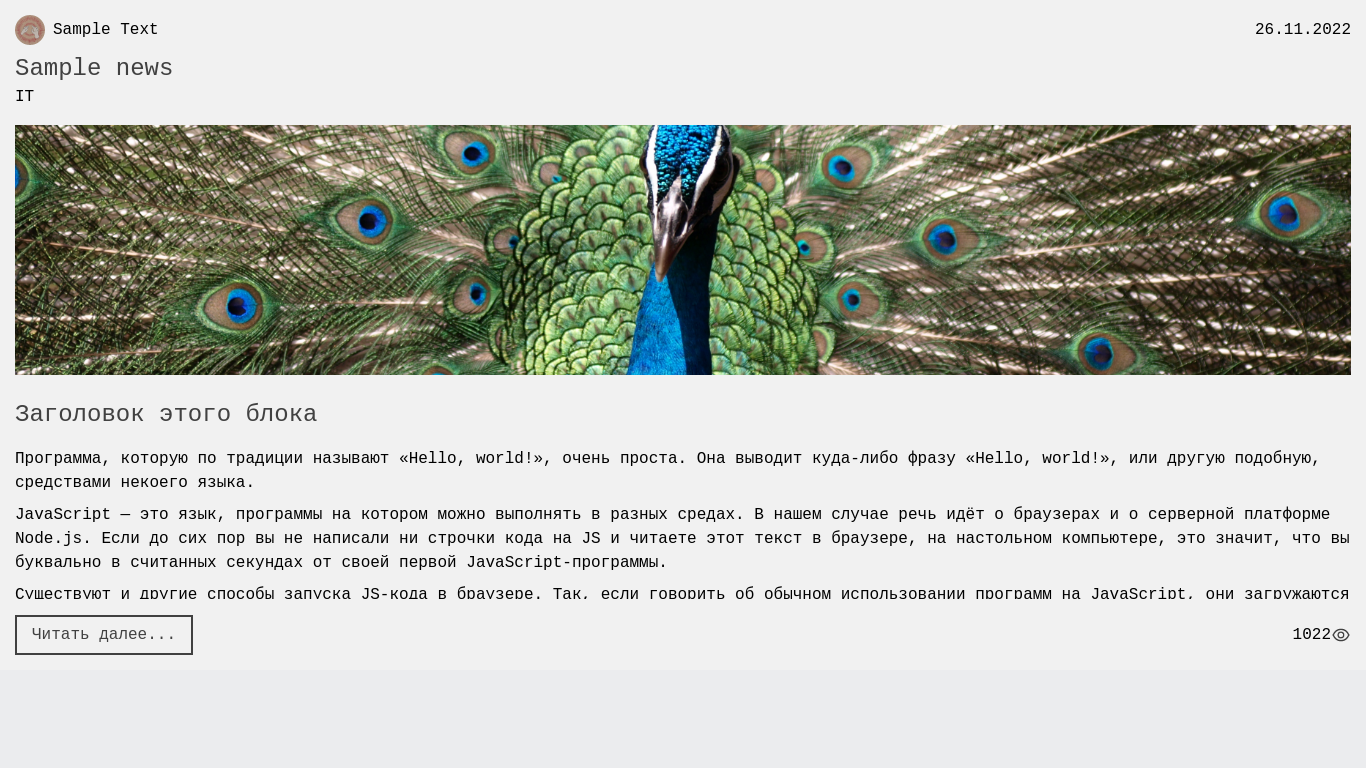 Sample Text
26.11.2022
Sample news
IT
Заголовок этого блока
Программа, которую по традиции называют «Hello, world!», очень проста. Она выводит куда-либо фразу «Hello, world!», или другую подобную,
средствами некоего языка.
JavaScript — это язык, программы на котором можно выполнять в разных средах. В нашем случае речь идёт о браузерах и о серверной платформе
Node.js. Если до сих пор вы не написали ни строчки кода на JS и читаете этот текст в браузере, на настольном компьютере, это значит, что вы
буквально в считанных секундах от своей первой JavaScript-программы.
Существуют и другие способы запуска JS-кода в браузере. Так, если говорить об обычном использовании программ на JavaScript, они загружаются
Читать далее...
1022